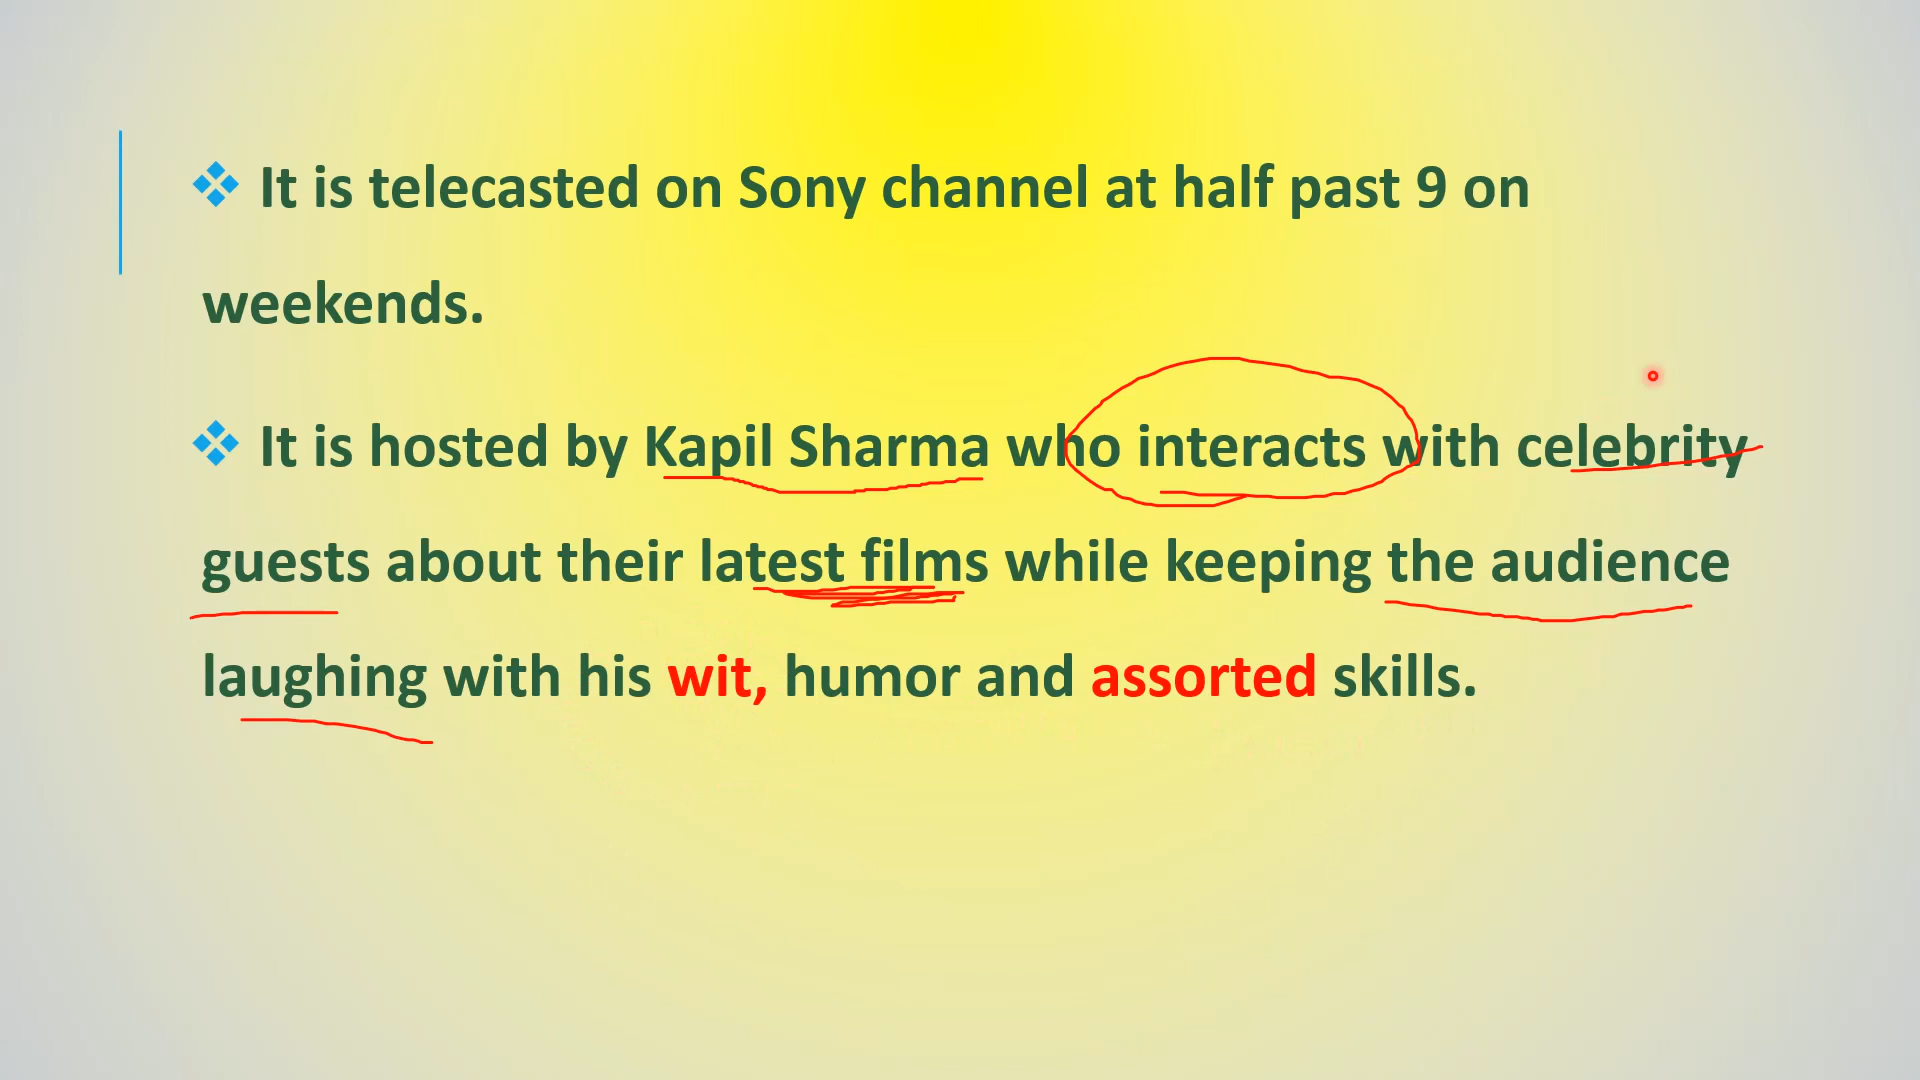 ❖ It is telecasted on Sony channel at half past 9 on
weekends.
❖ It is hosted by Kapil Sharma who interacts with celebrity
guests about their latest films while keeping the audience
laughing with his wit, humor and assorted skills.